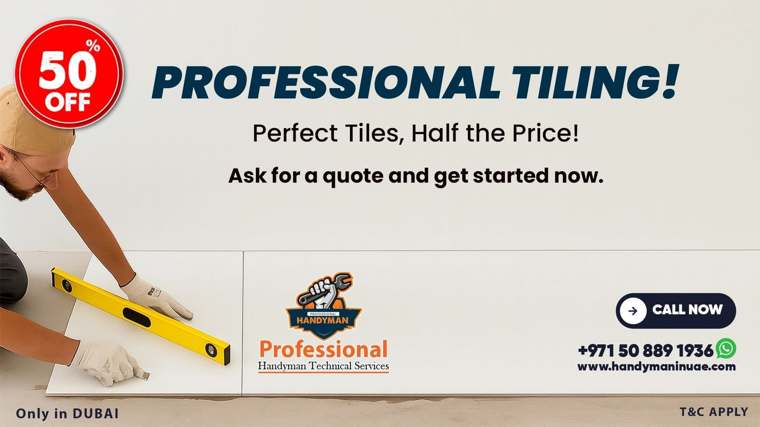 50%
OFF
PROFESSIONAL TILING!
Perfect Tiles, Half the Price!
Ask for a quote and get started now.
PROFESSIONAL
HANDYMAN
Professional
Handyman Technical Services
CALL NOW
+971 50 889 1936
www.handymaninuae.com
Only in DUBAI
T&C APPLY